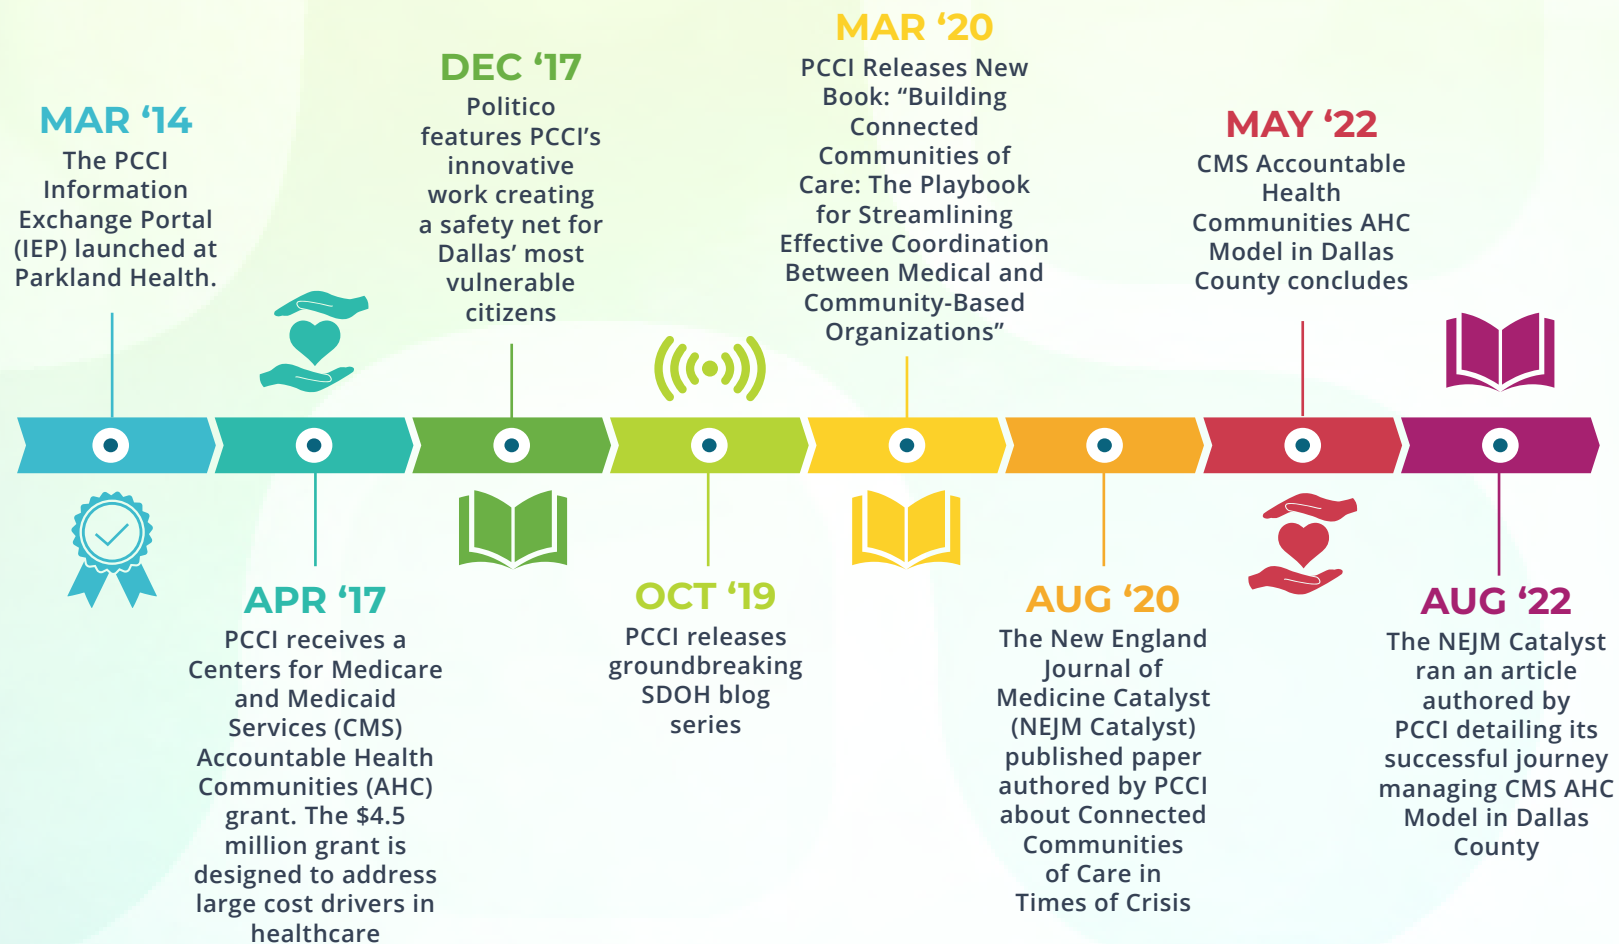 MAR ‘14
The PCCI
Information
Exchange Portal
(IEP) launched at
Parkland Health.
APR ‘17
PCCI receives a
Centers for Medicare
and Medicaid
Services (CMS)
Accountable Health
Communities (AHC)
grant. The $4.5
million grant is
designed to address
large cost drivers in
healthcare
DEC ‘17
Politico
features PCCI’s
innovative
work creating
a safety net for
Dallas’ most
vulnerable
citizens
OCT ‘19
PCCI releases
groundbreaking
SDOH blog
series
MAR ‘20
PCCI Releases New
Book: “Building
Connected
Communities of
Care: The Playbook
for Streamlining
Effective Coordination
Between Medical and
Community-Based
Organizations”
AUG ‘20
The New England
Journal of
Medicine Catalyst
(NEJM Catalyst)
published paper
authored by PCCI
about Connected
Communities
of Care in
Times of Crisis
MAY ‘22
CMS Accountable
Health
Communities AHC
Model in Dallas
County concludes
AUG ‘22
The NEJM Catalyst
ran an article
authored by
PCCI detailing its
successful journey
managing CMS AHC
Model in Dallas
County